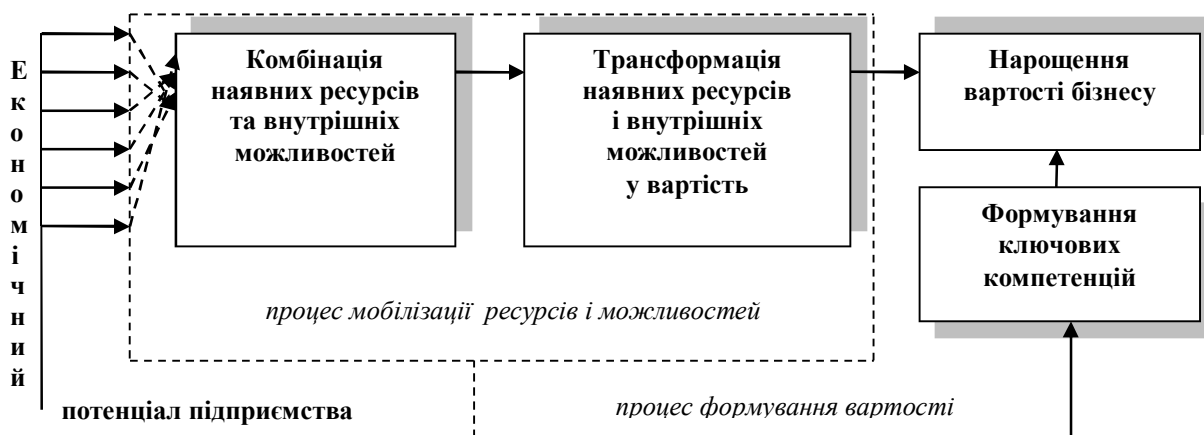 Економічний
Комбінація
наявних ресурсів
та внутрішніх
можливостей
Трансформація
наявних ресурсів
і внутрішніх
можливостей
у вартість
Нарощення
вартості бізнесу
Формування
ключових
компетенцій
процес мобілізації ресурсів і можливостей
потенціал підприємства
процес формування вартості